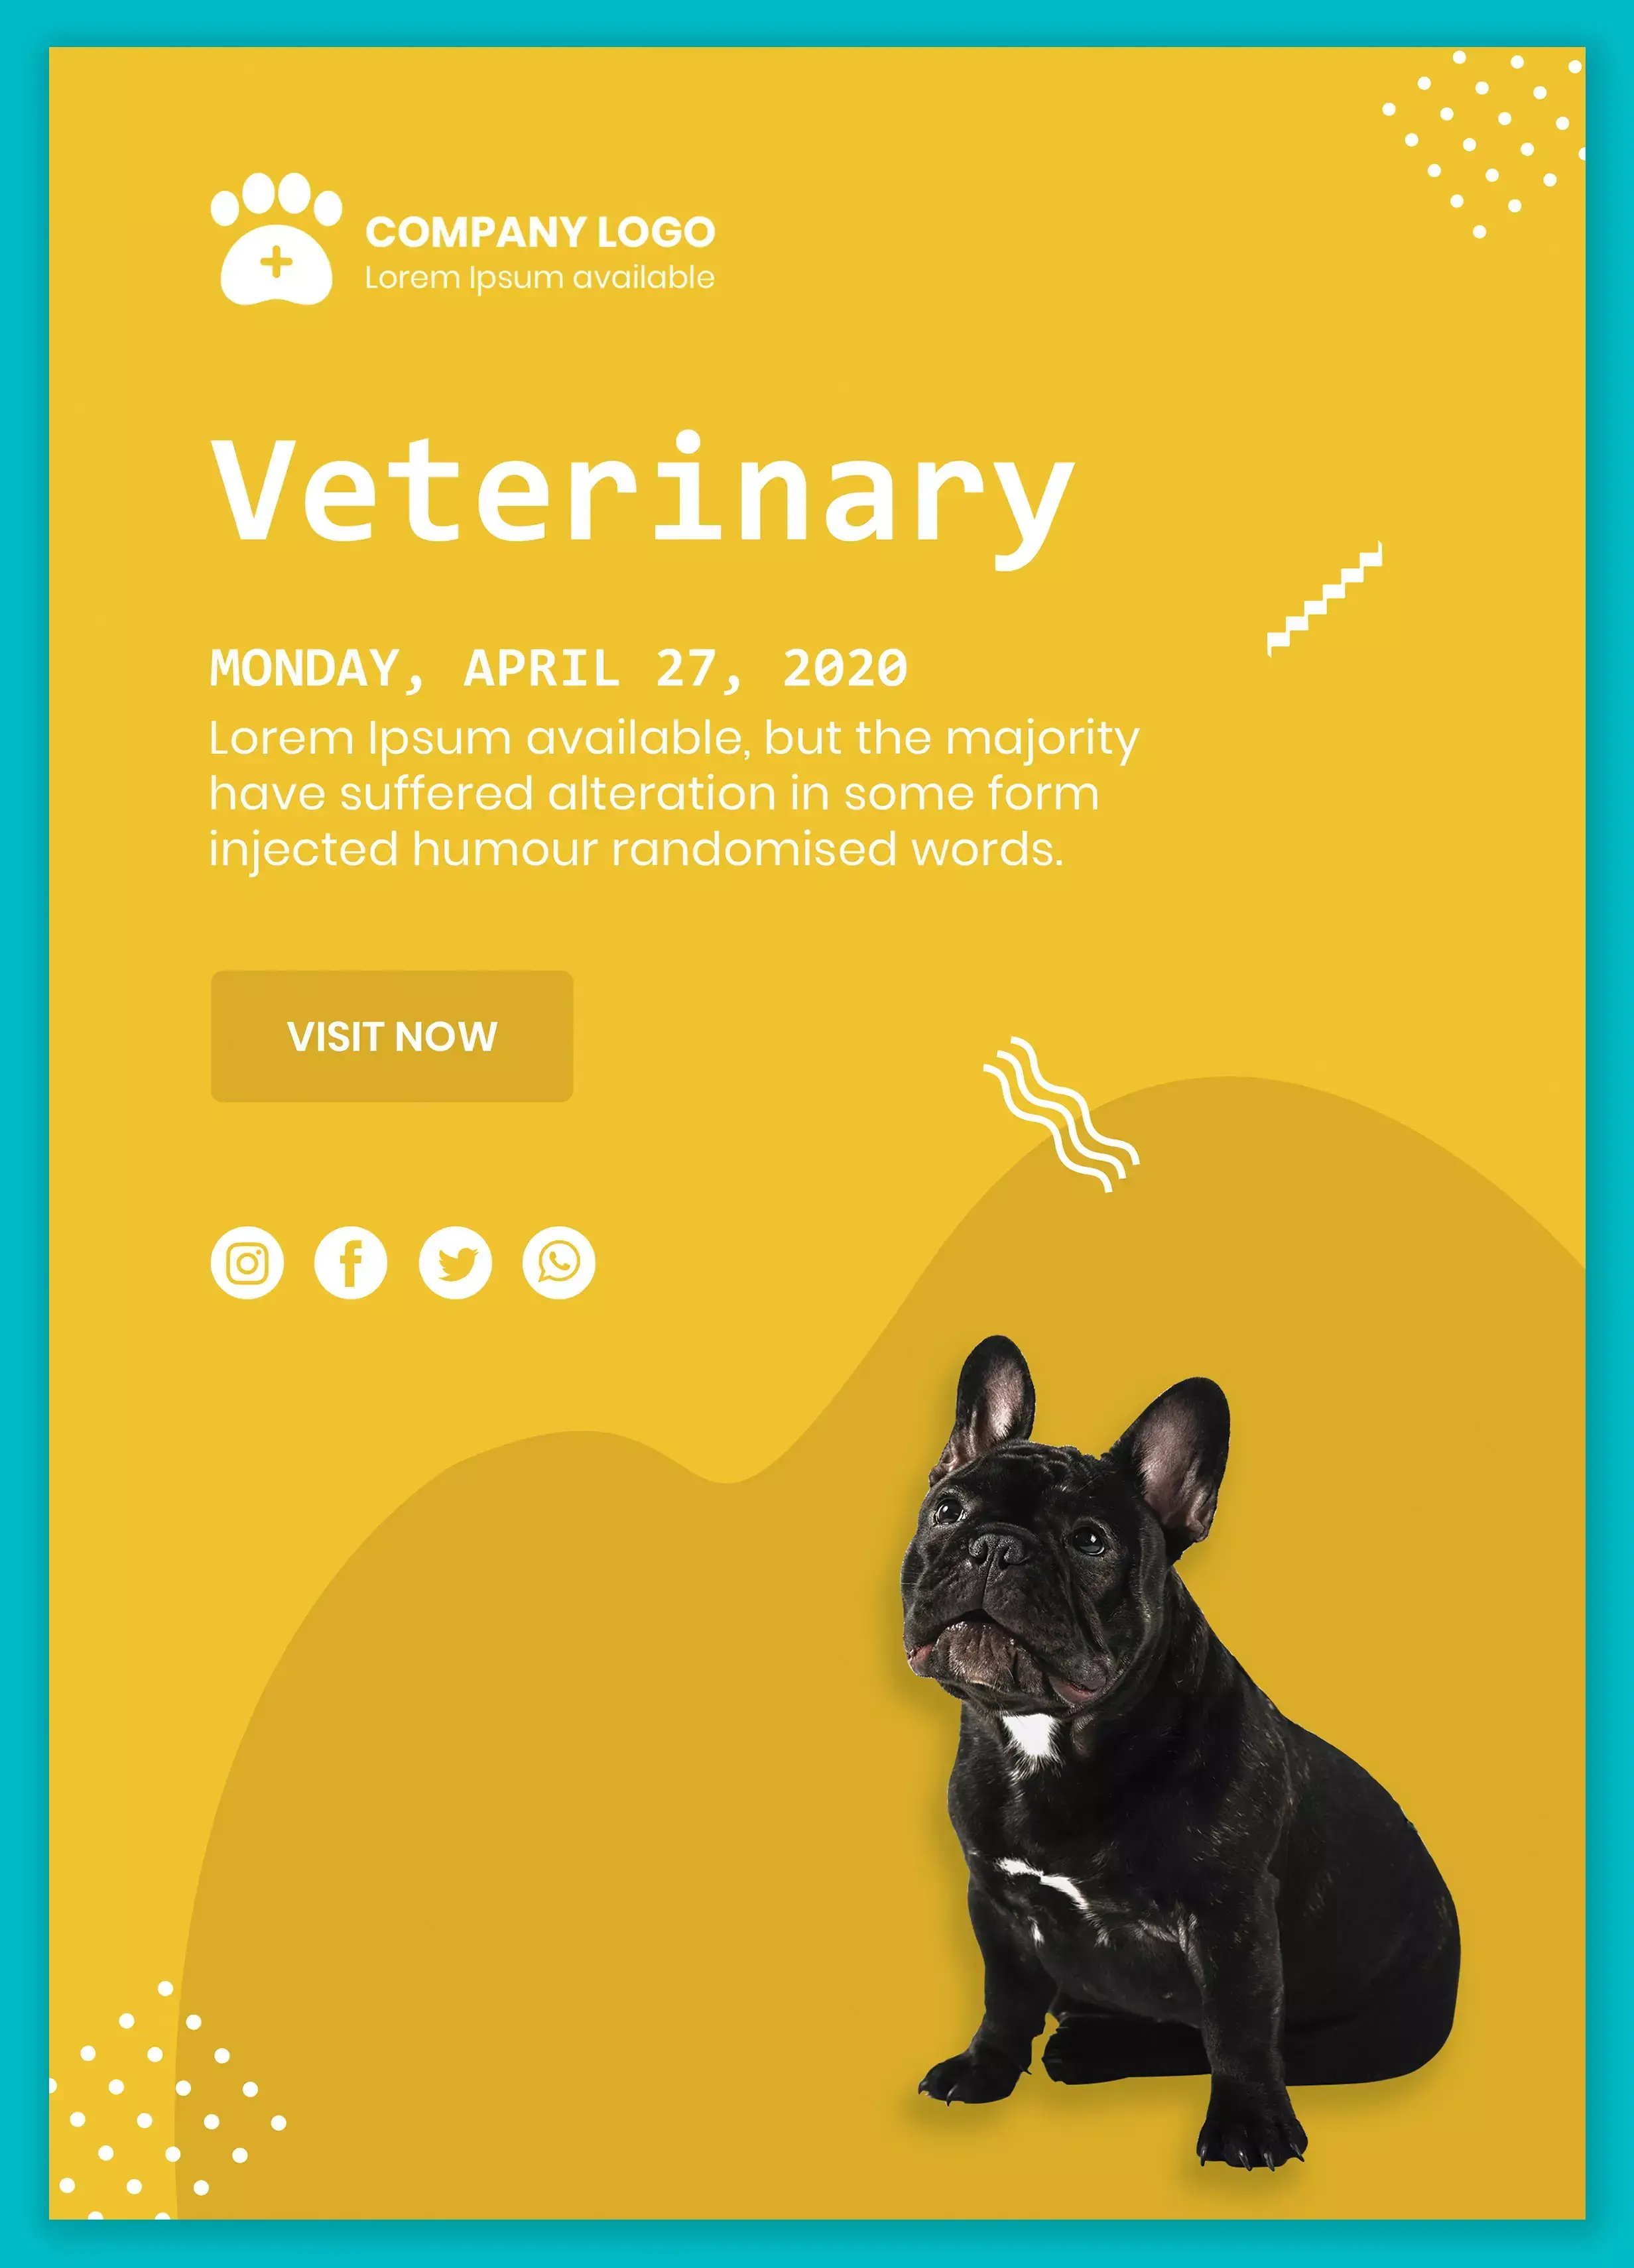 COMPANY LOGO
Lorem Ipsum available
Veterinary
MONDAY, APRIL 27, 2020
Lorem Ipsum available, but the majority
have suffered alteration in some form
injected humour randomised words.
VISIT NOW